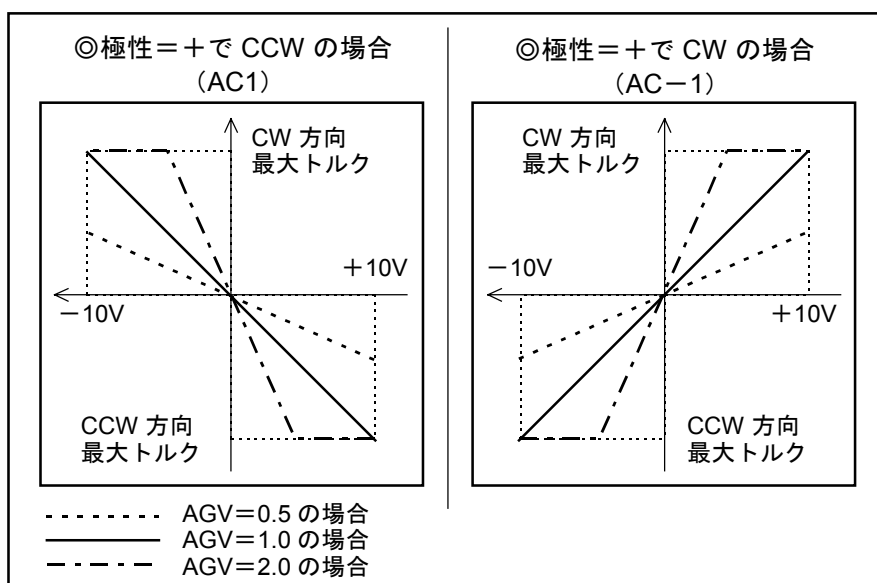 ◎極性＝＋で CCW の場合
（AC1）
CW 方向
最大トルク
＋10V
－10V
CCW 方向
最大トルク
◎極性＝＋で CW の場合
（AC－1）
CW 方向
最大トルク
－10V
＋10V
CCW 方向
最大トルク
AGV＝0.5 の場合
AGV＝1.0 の場合
AGV＝2.0 の場合